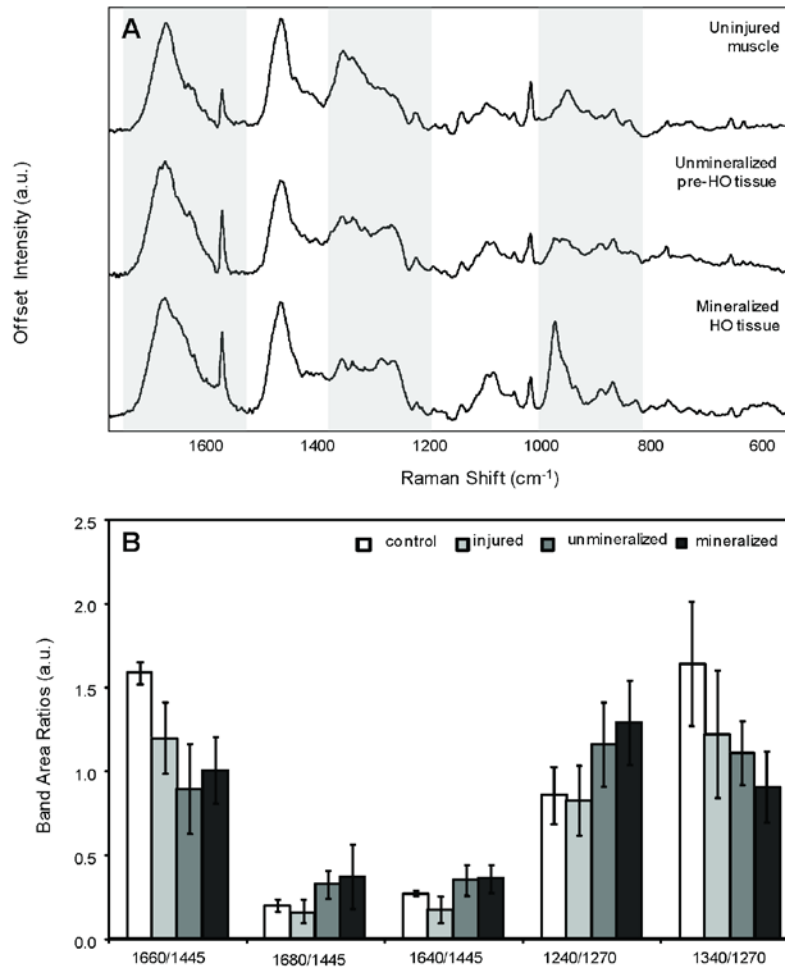 A
Uninjured
muscle
Unmineralized
pre-HO tissue
Mineralized
HO tissue
Offset Intensity (a.u.)
1600 1400 1200 1000 800 600
Raman Shift (cm⁻¹)
B
control injured unmineralized mineralized
Band Area Ratios (a.u.)
2.5
2.0
1.5
1.0
0.5
0.0
1660/1445 1680/1445 1640/1445 1240/1270 1340/1270